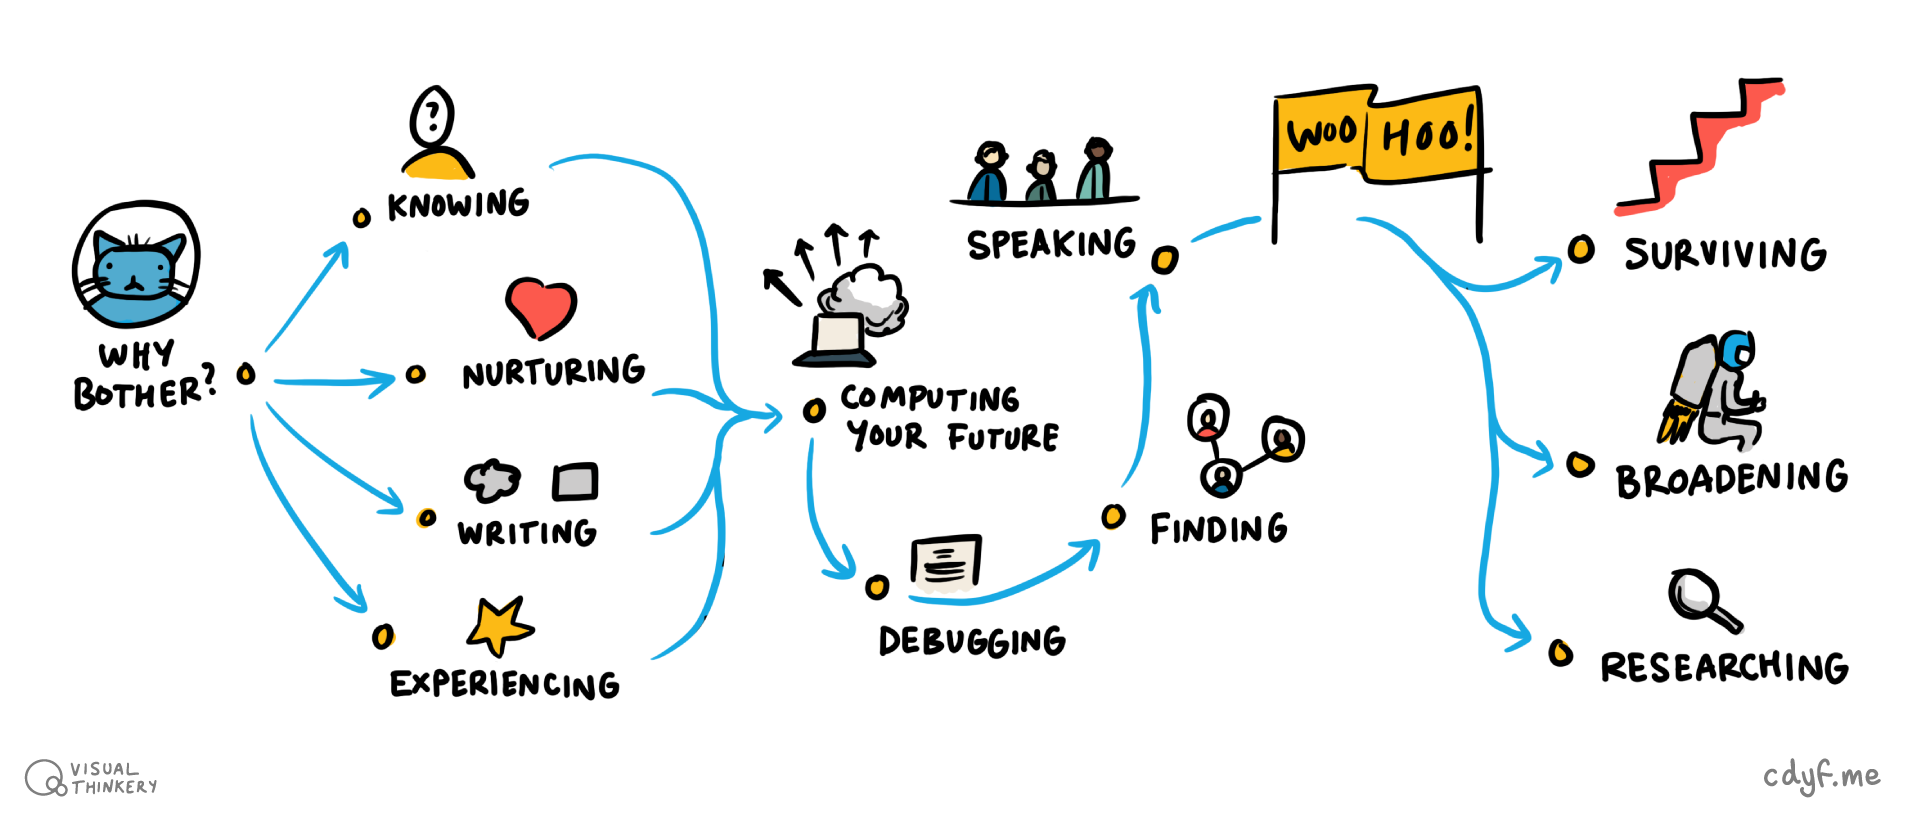 ?
KNOWING
WHY
BOTHER?
NURTURING
WRITING
EXPERIENCING
COMPUTING
YOUR FUTURE
DEBUGGING
FINDING
SPEAKING
WOO HOO!
SURVIVING
BROADENING
RESEARCHING
VISUAL
THINKERY
cdyf.me